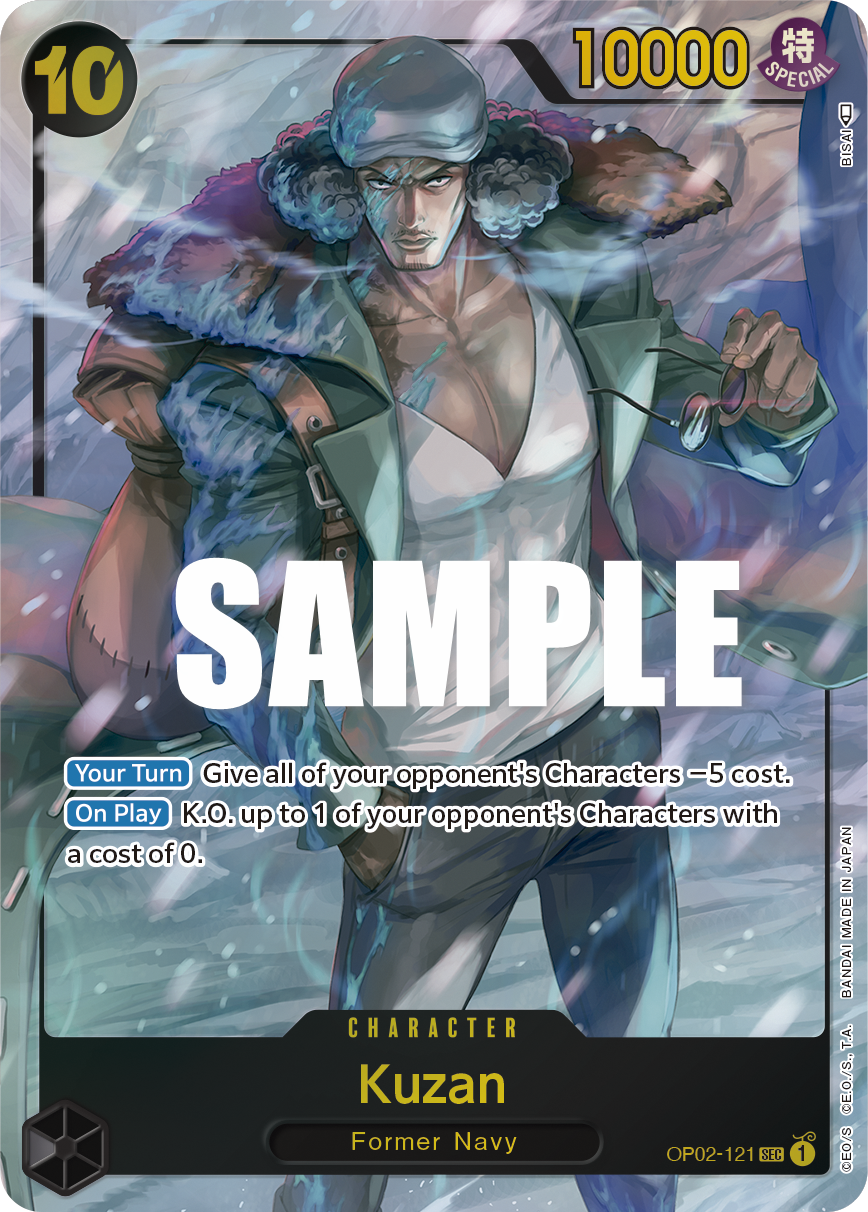 10
10000
特
SPECIAL
BISAI
SAMPLE
Your Turn Give all of your opponent's Characters −5 cost.
On Play K.O. up to 1 of your opponent's Characters with
a cost of 0.
CHARACTER
Kuzan
Former Navy
OP02-121 SEC 1
©EO/S ©E.O./S., T.A. BANDAI MADE IN JAPAN